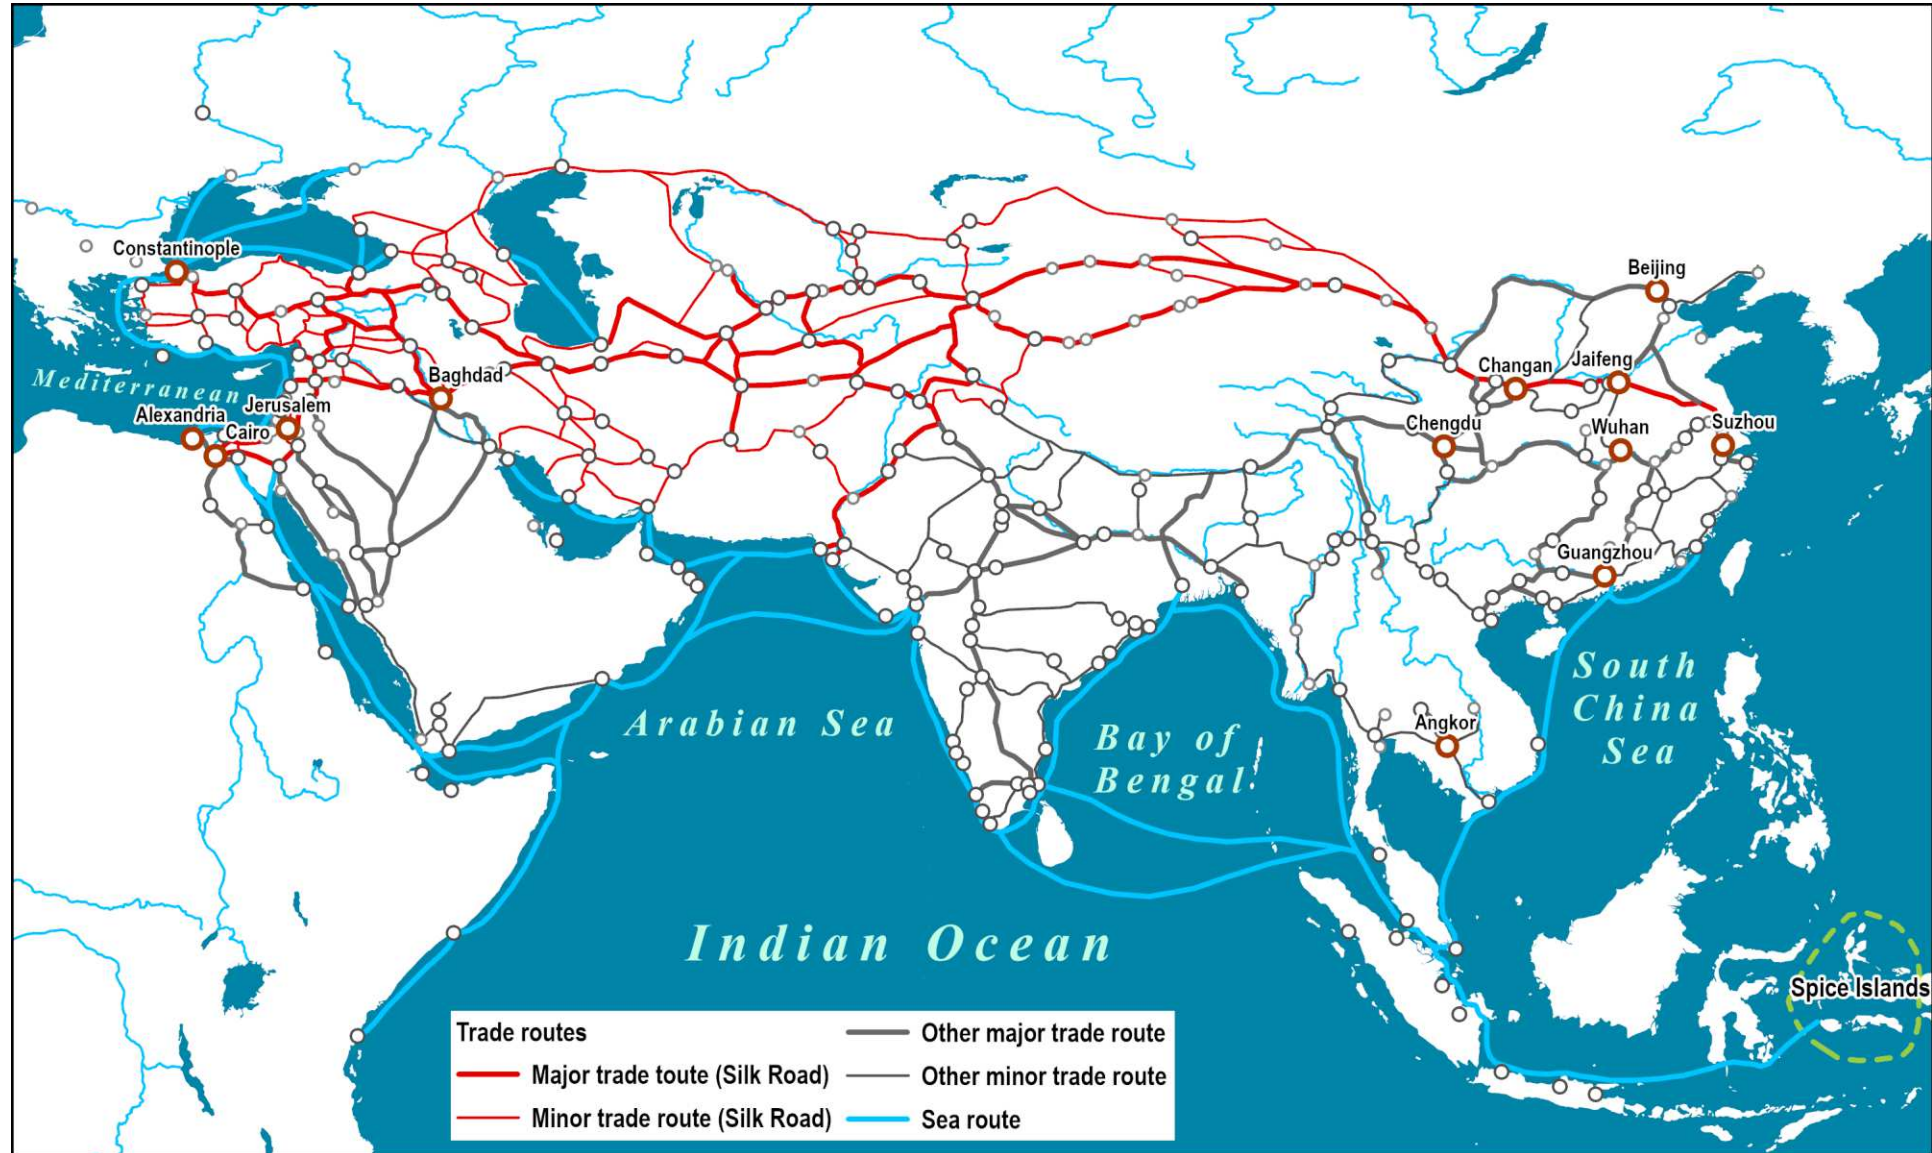 Constantinople
Beijing
Mediterranean
Baghdad
Changan
Jaifeng
Alexandria
Jerusalem
Cairo
Chengdu
Wuhan
Suzhou
Guangzhou
South
China
Sea
Arabian Sea
Bay of
Bengal
Angkor
Indian Ocean
Spice Islands
Trade routes
Major trade toute (Silk Road)
Minor trade route (Silk Road)
Other major trade route
Other minor trade route
Sea route